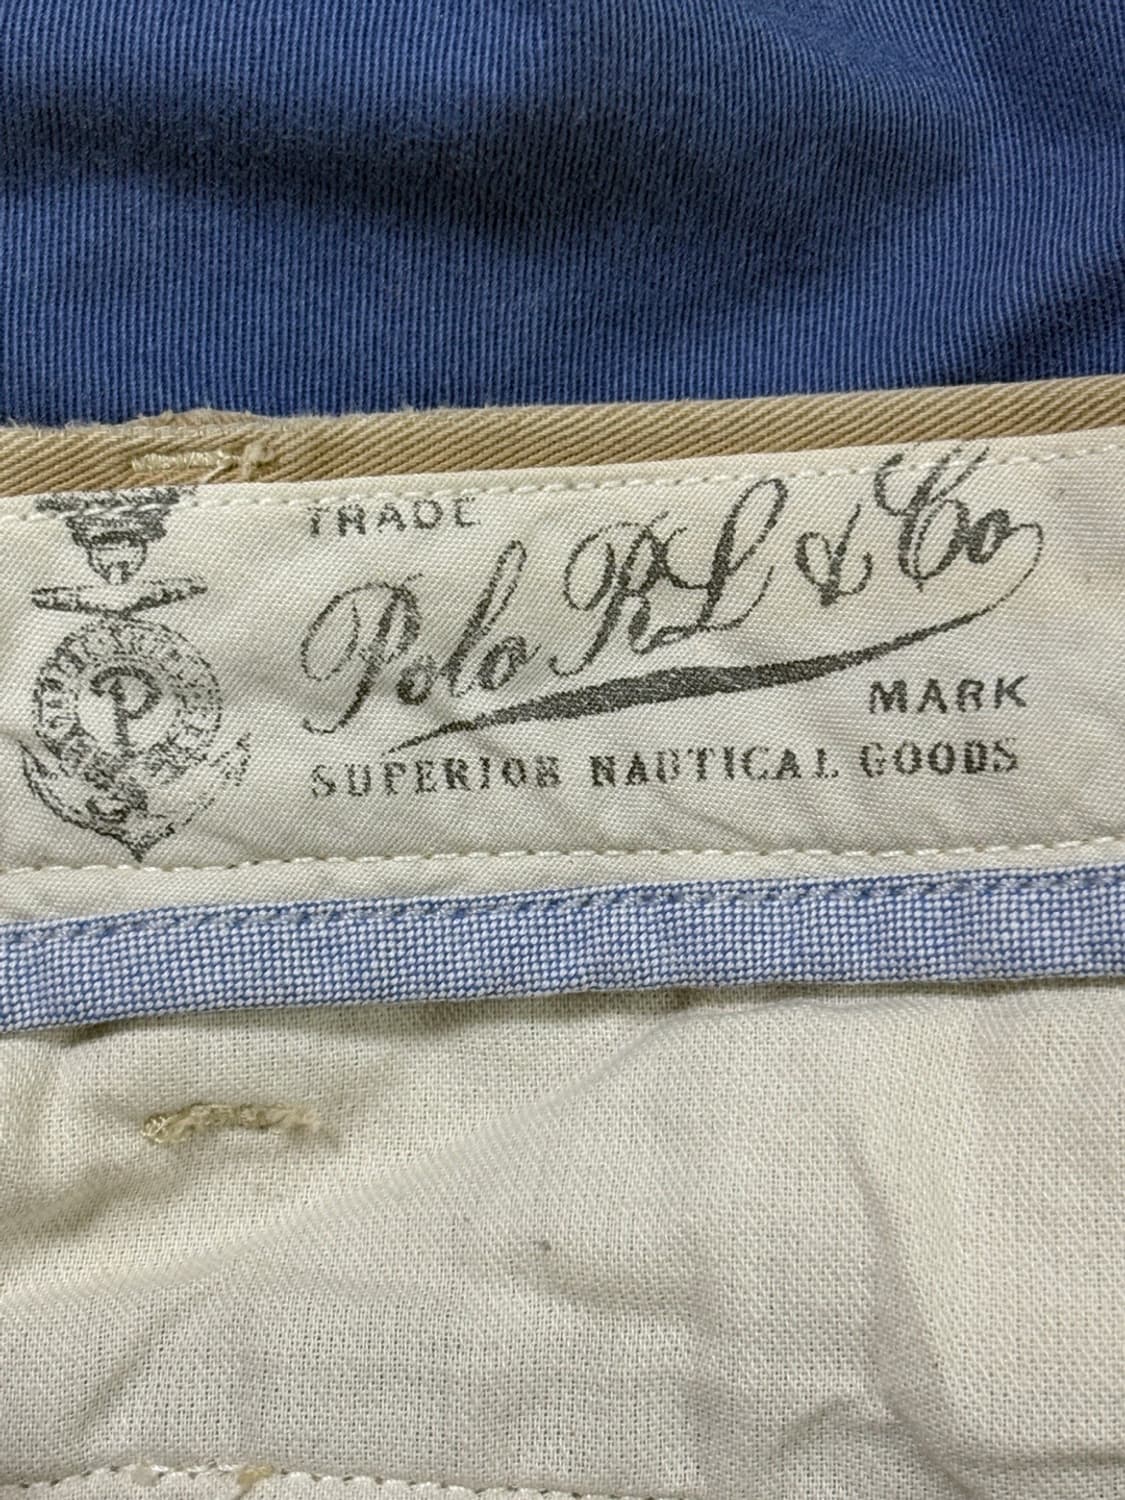 TRADE
Polo RL & Co
MARK
SUPERIOR NAUTICAL GOODS
P